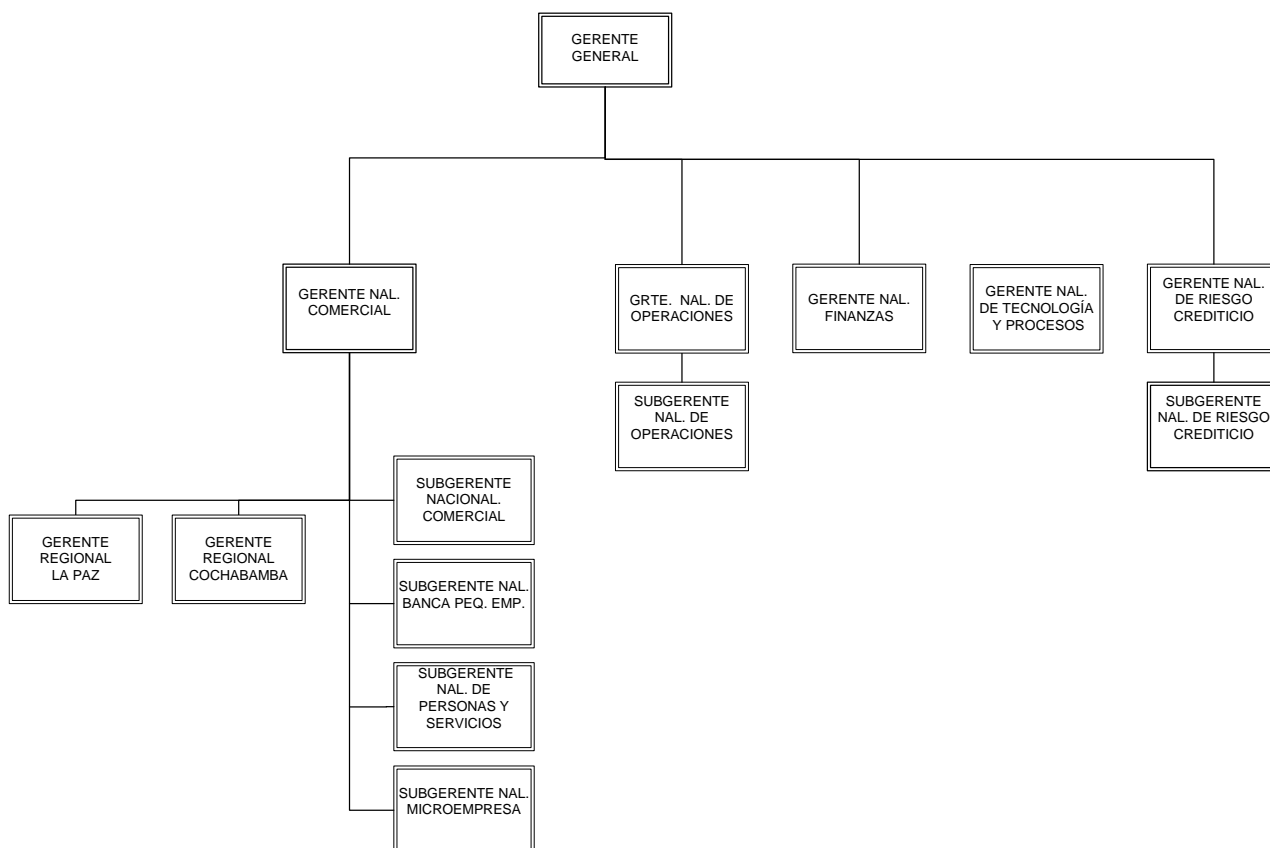 GERENTE
GENERAL
GERENTE NAL.
COMERCIAL
GRTE. NAL. DE
OPERACIONES
GERENTE NAL.
FINANZAS
GERENTE NAL.
DE TECNOLOGÍA
Y PROCESOS
GERENTE NAL.
DE RIESGO
CREDITICIO
SUBGERENTE
NAL. DE
OPERACIONES
SUBGERENTE
NAL. DE RIESGO
CREDITICIO
SUBGERENTE
NACIONAL.
COMERCIAL
GERENTE
REGIONAL
LA PAZ
GERENTE
REGIONAL
COCHABAMBA
SUBGERENTE NAL.
BANCA PEQ. EMP.
SUBGERENTE
NAL. DE
PERSONAS Y
SERVICIOS
SUBGERENTE NAL.
MICROEMPRESA